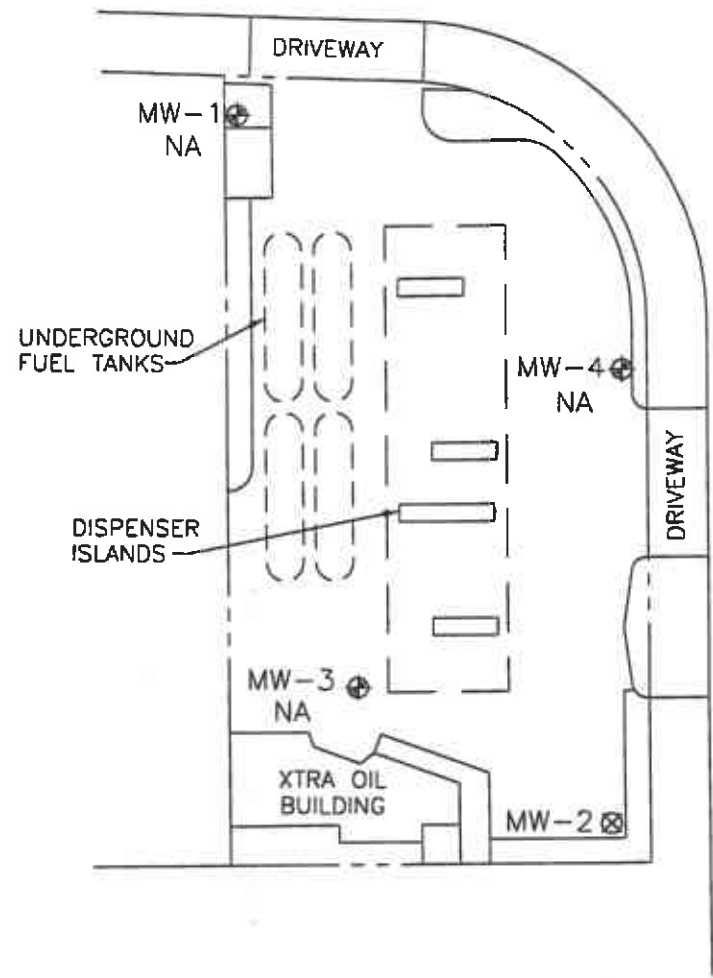 DRIVEWAY
MW-1
NA
UNDERGROUND
FUEL TANKS
MW-4
NA
DRIVEWAY
DISPENSER
ISLANDS
MW-3
NA
XTRA OIL
BUILDING
MW-2